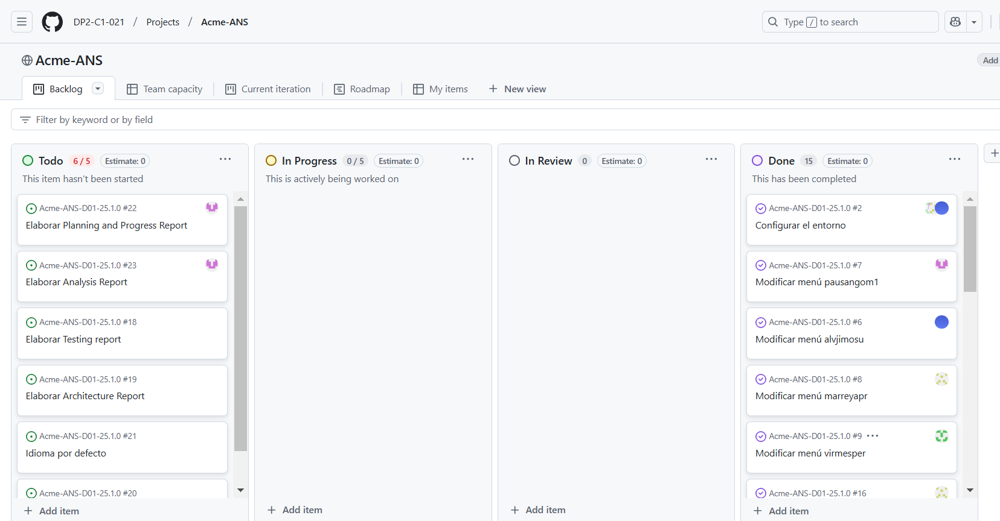 DP2-C1-021 / Projects / Acme-ANS
Type / to search
Acme-ANS
Add
Backlog
Team capacity
Current iteration
Roadmap
My items
New view
Filter by keyword or by field
Todo 6 / 5 Estimate: 0
This item hasn't been started
Acme-ANS-D01-25.1.0 #22
Elaborar Planning and Progress Report
Acme-ANS-D01-25.1.0 #23
Elaborar Analysis Report
Acme-ANS-D01-25.1.0 #18
Elaborar Testing report
Acme-ANS-D01-25.1.0 #19
Elaborar Architecture Report
Acme-ANS-D01-25.1.0 #21
Idioma por defecto
Acme-ANS-D01-25.1.0 #20
Add item
In Progress 0 / 5 Estimate: 0
This is actively being worked on
Add item
In Review 0 Estimate: 0
Add item
Done 15 Estimate: 0
This has been completed
Acme-ANS-D01-25.1.0 #2
Configurar el entorno
Acme-ANS-D01-25.1.0 #7
Modificar menú pausangom1
Acme-ANS-D01-25.1.0 #6
Modificar menú alvjimosu
Acme-ANS-D01-25.1.0 #8
Modificar menú marreyapr
Acme-ANS-D01-25.1.0 #9
Modificar menú virmesper
Acme-ANS-D01-25.1.0 #16
Add item